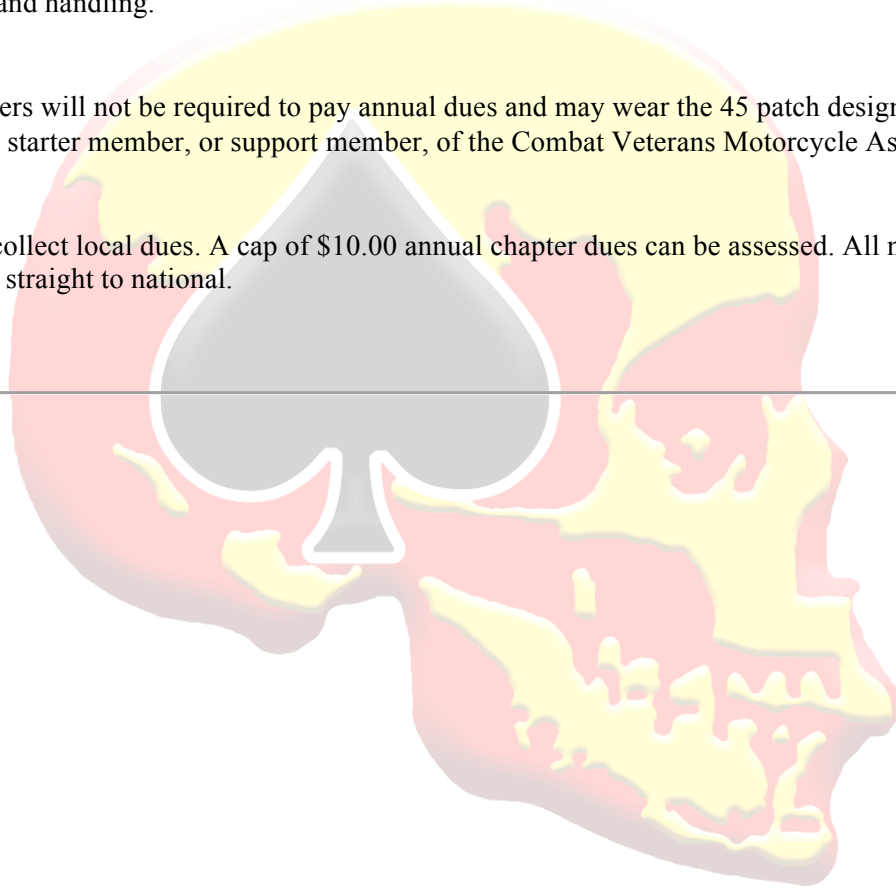 and handling.
ers will not be required to pay annual dues and may wear the 45 patch design
starter member, or support member, of the Combat Veterans Motorcycle As
collect local dues. A cap of $10.00 annual chapter dues can be assessed. All
straight to national.